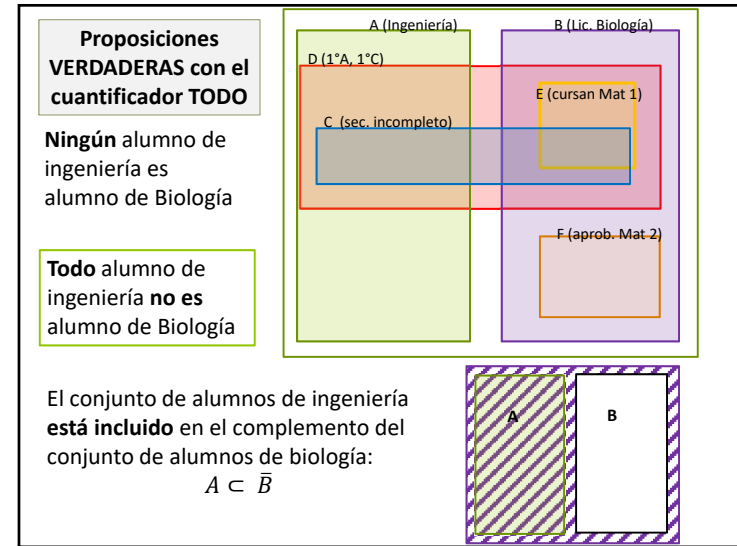 Proposiciones
VERDADERAS con el
cuantificador TODO
Ningún alumno de
ingeniería es
alumno de Biología
Todo alumno de
ingeniería no es
alumno de Biología
A (Ingeniería)
B (Lic. Biología)
D (1°A, 1°C)
E (cursan Mat 1)
C (sec. incompleto)
F (aprob. Mat 2)
El conjunto de alumnos de ingeniería
está incluido en el complemento del
conjunto de alumnos de biología:
𝐴 ⊂ B̄
A
B